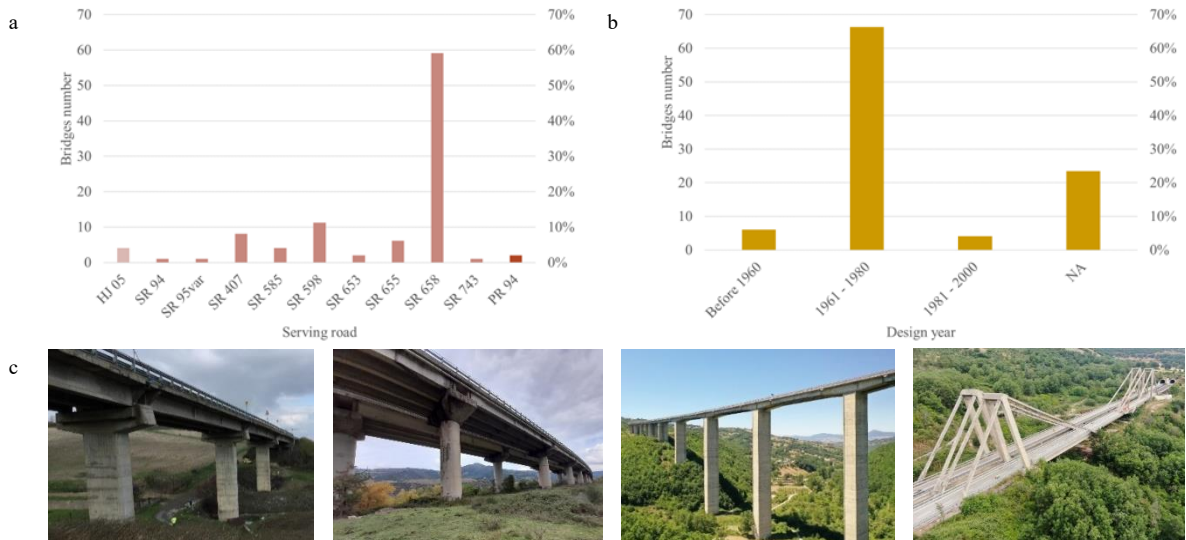 a
70
60
50
40
30
20
10
0
Bridges number
70%
60%
50%
40%
30%
20%
10%
0%
HJ 05
SR 94
SR 95var
SR 407
SR 585
SR 598
SR 653
SR 655
SR 658
SR 743
PR 94
Serving road
b
70
60
50
40
30
20
10
0
Bridges number
70%
60%
50%
40%
30%
20%
10%
0%
Before 1960
1961 - 1980
1981 - 2000
NA
Design year
c